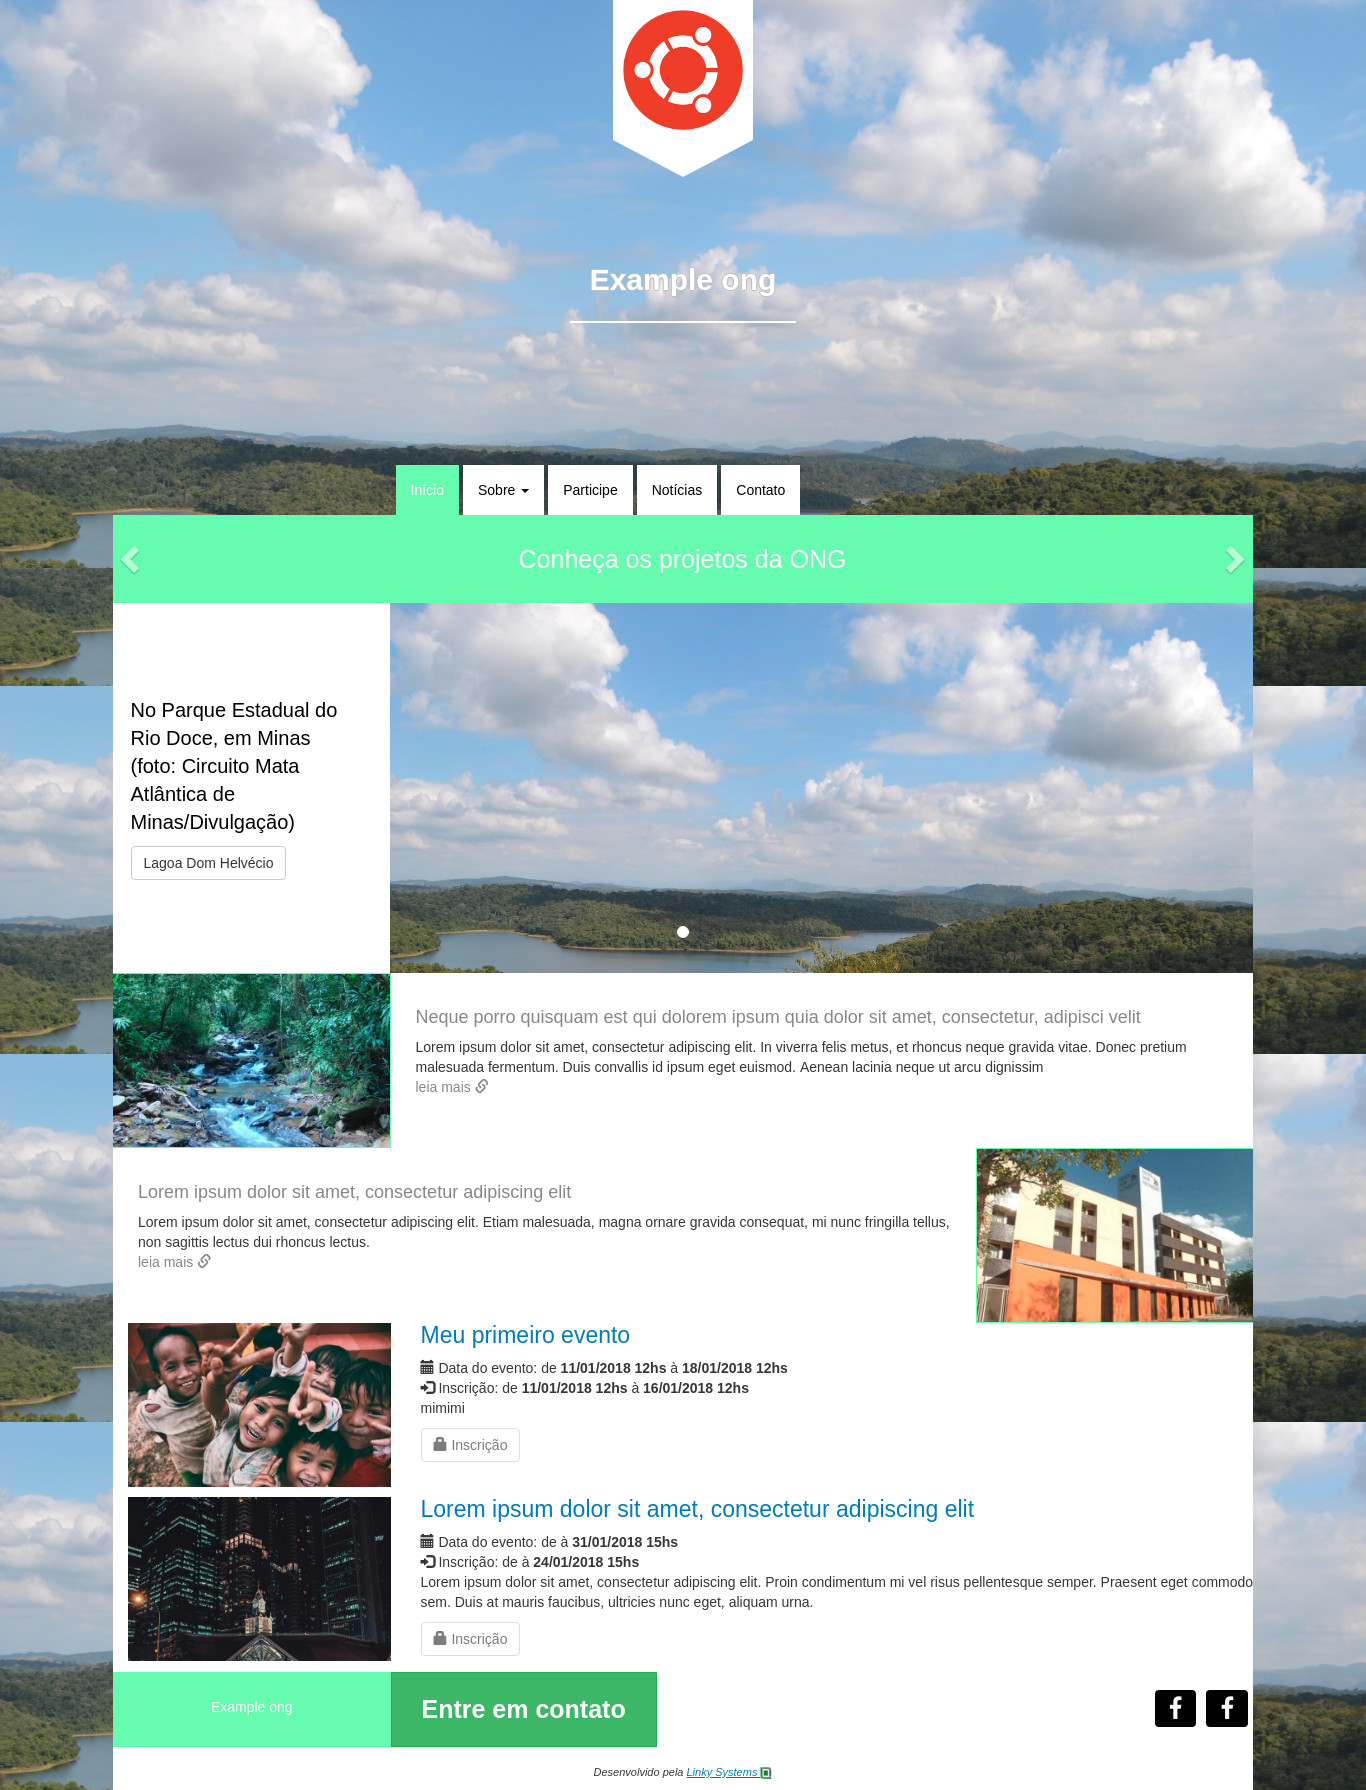 Example ong
Início
Sobre
Participe
Notícias
Contato
Conheça os projetos da ONG
No Parque Estadual do
Rio Doce, em Minas
(foto: Circuito Mata
Atlântica de
Minas/Divulgação)
Lagoa Dom Helvécio
Neque porro quisquam est qui dolorem ipsum quia dolor sit amet, consectetur, adipisci velit
Lorem ipsum dolor sit amet, consectetur adipiscing elit. In viverra felis metus, et rhoncus neque gravida vitae. Donec pretium
malesuada fermentum. Duis convallis id ipsum eget euismod. Aenean lacinia neque ut arcu dignissim
leia mais
Lorem ipsum dolor sit amet, consectetur adipiscing elit
Lorem ipsum dolor sit amet, consectetur adipiscing elit. Etiam malesuada, magna ornare gravida consequat, mi nunc fringilla tellus,
non sagittis lectus dui rhoncus lectus.
leia mais
Meu primeiro evento
Data do evento: de 11/01/2018 12hs à 18/01/2018 12hs
Inscrição: de 11/01/2018 12hs à 16/01/2018 12hs
mimimi
Inscrição
Lorem ipsum dolor sit amet, consectetur adipiscing elit
Data do evento: de à 31/01/2018 15hs
Inscrição: de à 24/01/2018 15hs
Lorem ipsum dolor sit amet, consectetur adipiscing elit. Proin condimentum mi vel risus pellentesque semper. Praesent eget commodo
sem. Duis at mauris faucibus, ultricies nunc eget, aliquam urna.
Inscrição
Example ong
Entre em contato
Desenvolvido pela Linky Systems